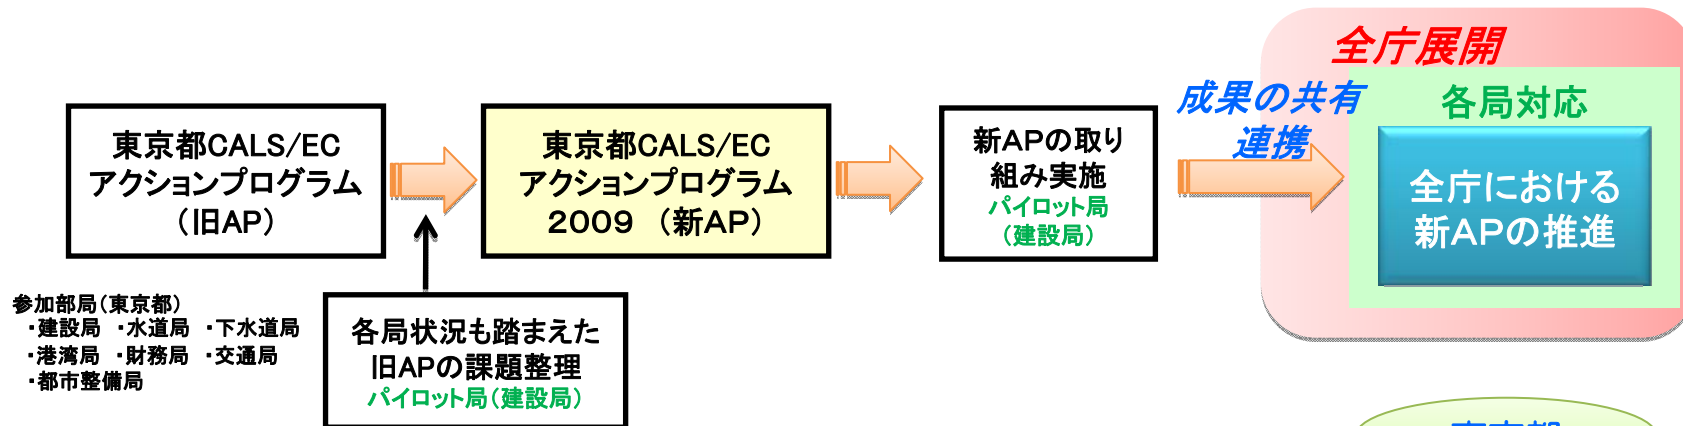 全庁展開
成果の共有
連携
各局対応
東京都CALS/EC
アクションプログラム
（旧AP）
東京都CALS/EC
アクションプログラム
２００９　（新AP）
新APの取り
組み実施
パイロット局
（建設局）
全庁における
新APの推進
参加部局（東京都）
・建設局　・水道局　・下水道局
・港湾局　・財務局　・交通局
・都市整備局
各局状況も踏まえた
旧APの課題整理
パイロット局（建設局）
東京都